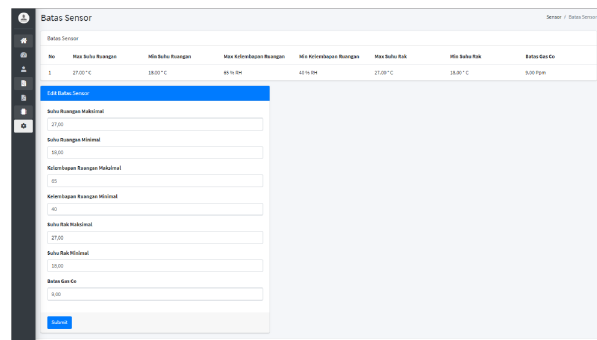 Batas Sensor
Sensor / Batas Sensor
Batas Sensor
No Max Suhu Ruangan Min Suhu Ruangan Max Kelembapan Ruangan Min Kelembapan Ruangan Max Suhu Rak Min Suhu Rak Batas Gas Co
1 27.00 ° C 18.00 ° C 65 % RH 40 % RH 27.00 ° C 18.00 ° C 9.00 Ppm
Edit Batas Sensor
Suhu Ruangan Maksimal
27,00
Suhu Ruangan Minimal
18,00
Kelembapan Ruangan Maksimal
65
Kelembapan Ruangan Minimal
40
Suhu Rak Maksimal
27,00
Suhu Rak Minimal
18,00
Batas Gas Co
9,00
Submit